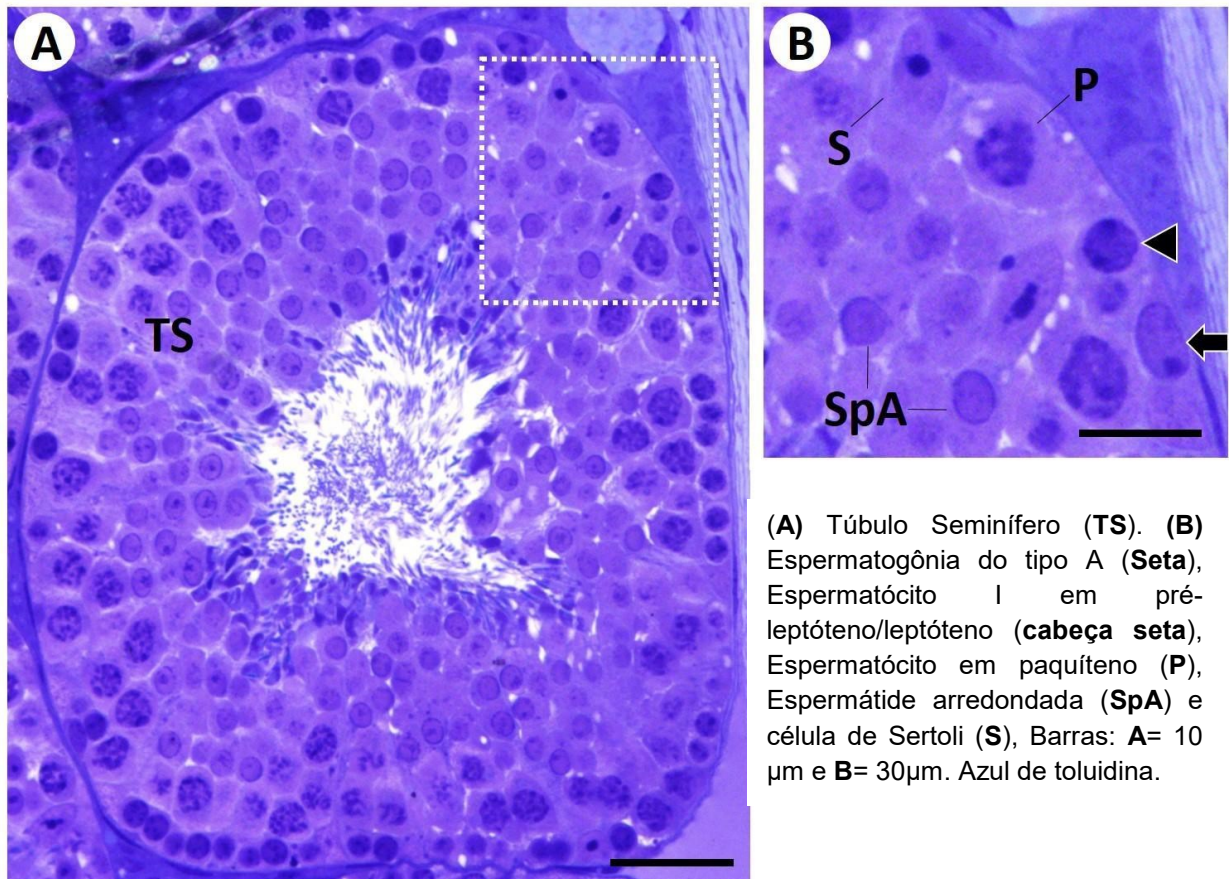 A
TS
B
S
P
SpA
(A) Túbulo Seminífero (TS). (B)
Espermatogônia do tipo A (Seta),
Espermatócito I em pré-
leptóteno/leptóteno (cabeça seta),
Espermatócito em paquíteno (P),
Espermátide arredondada (SpA) e
célula de Sertoli (S), Barras: A= 10
μm e B= 30μm. Azul de toluidina.